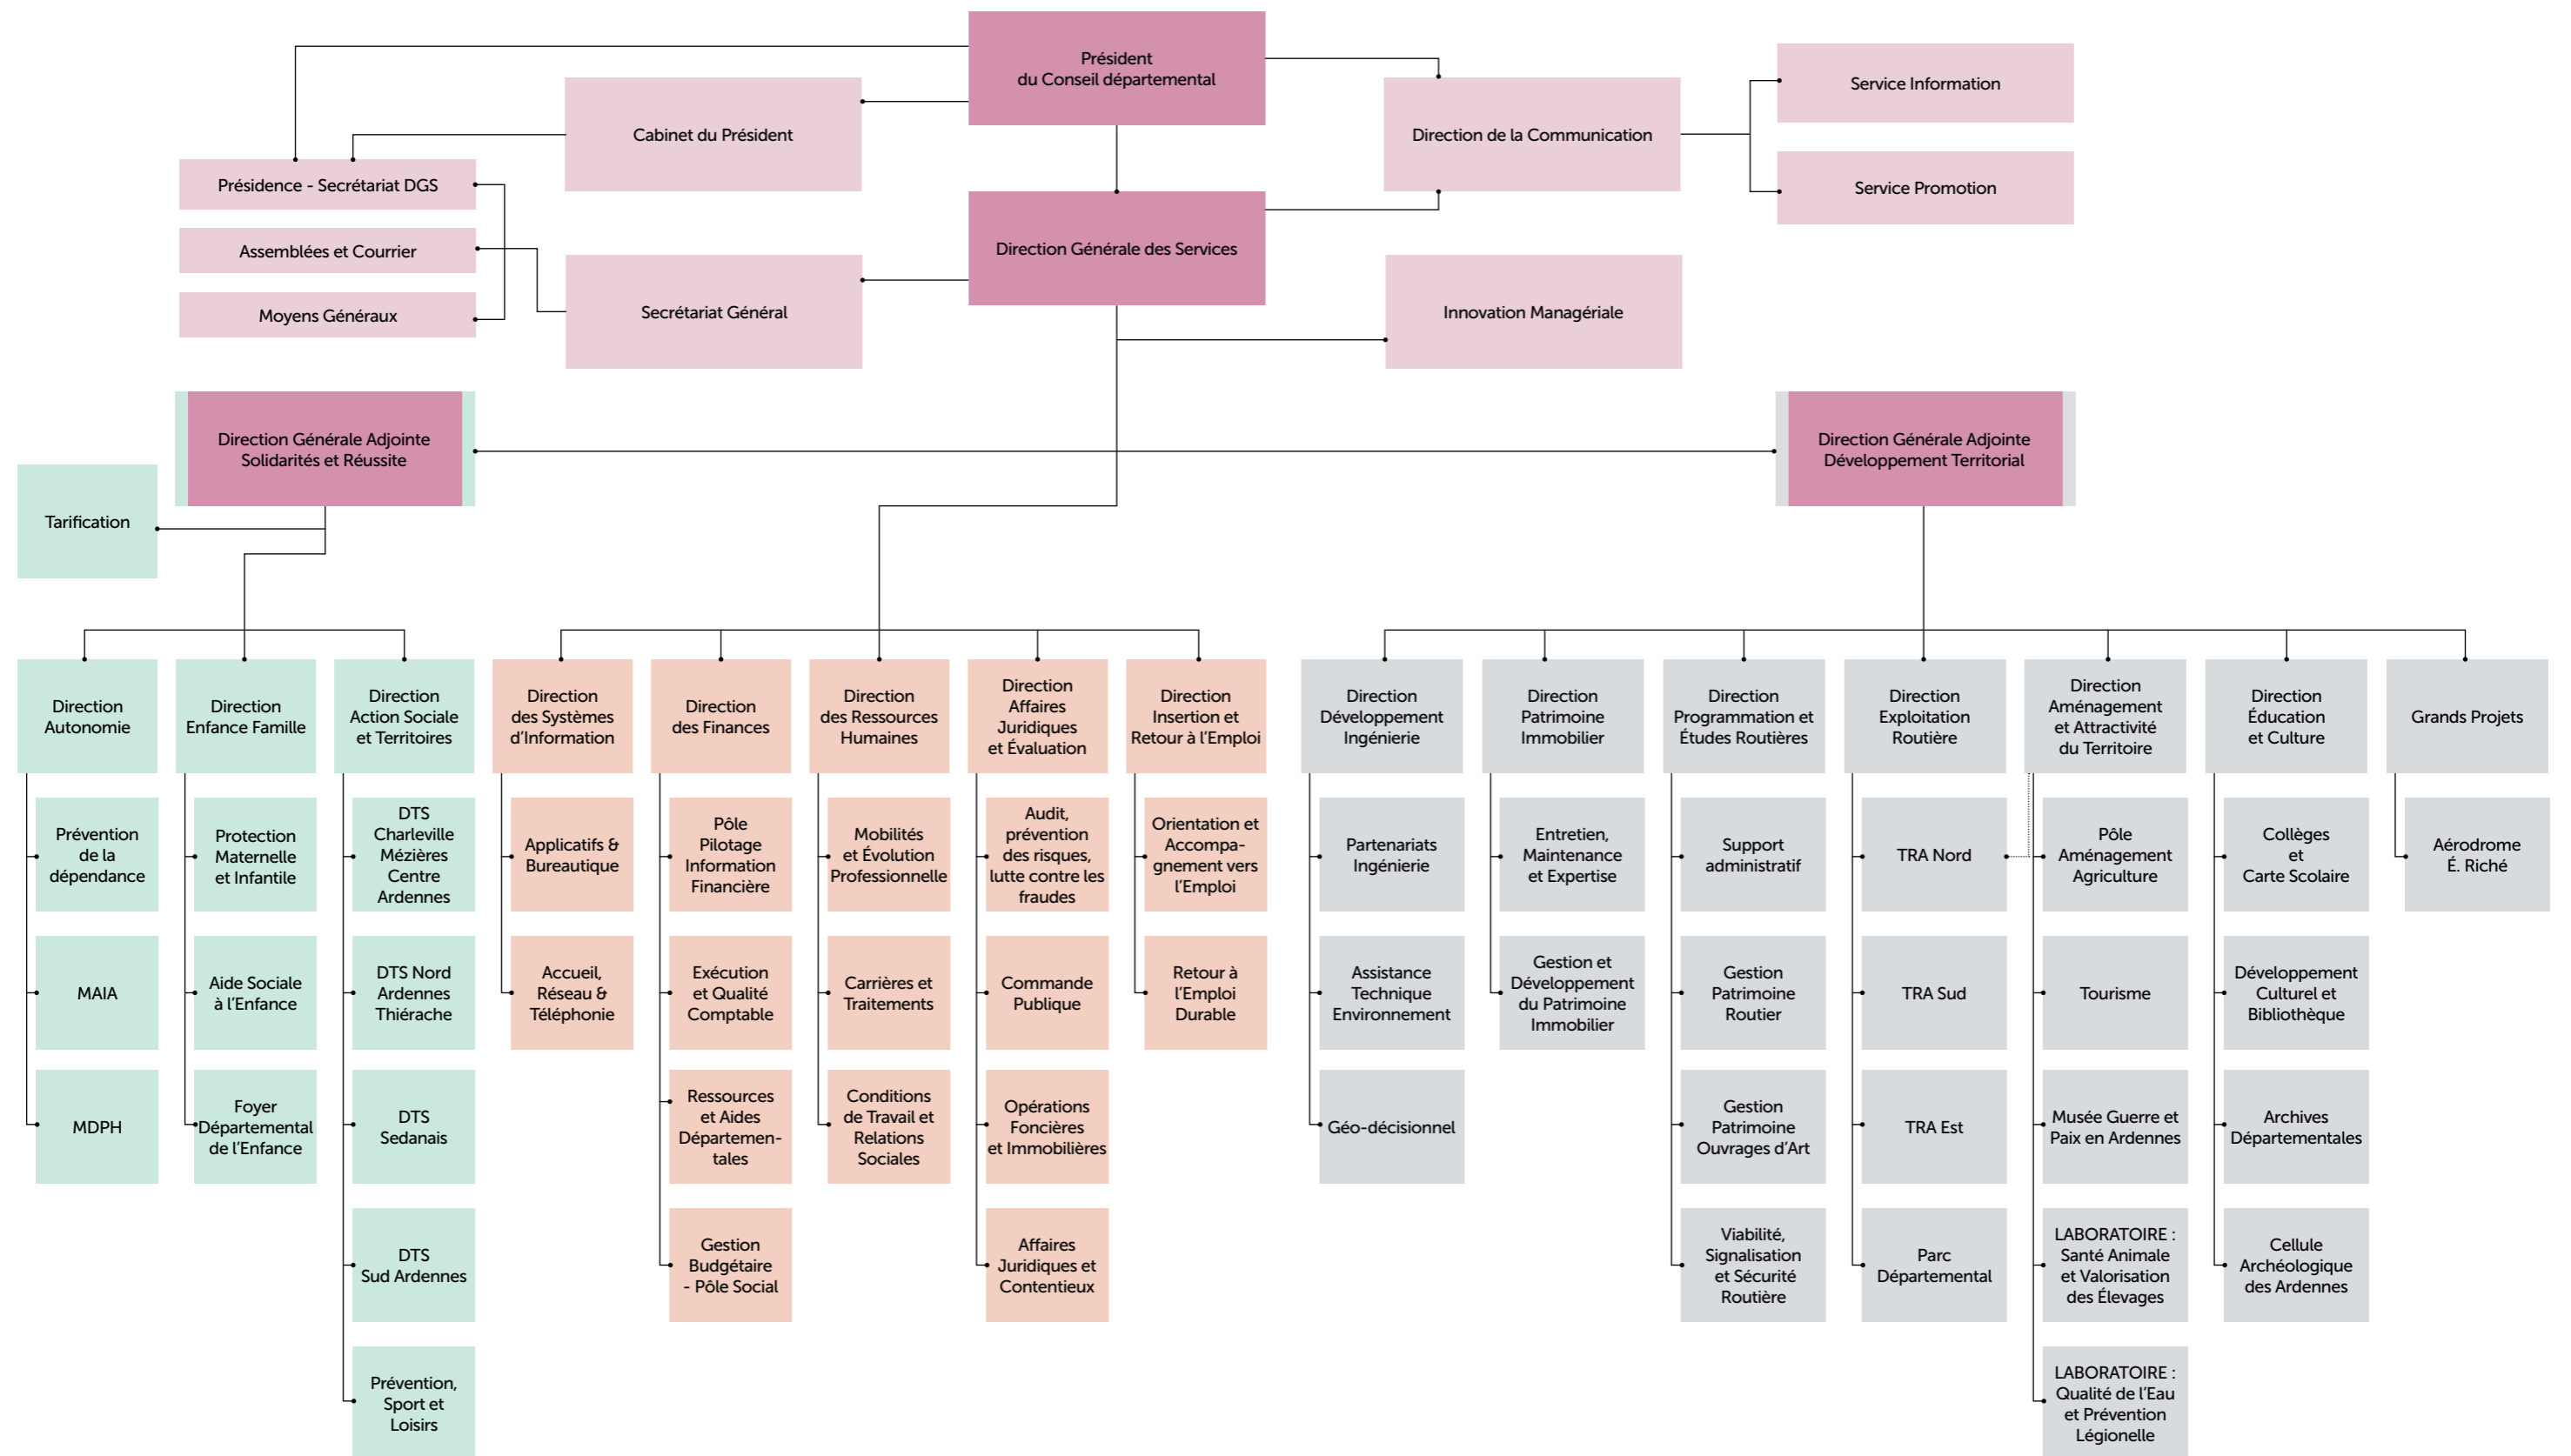 Président
du Conseil départemental
Cabinet du Président
Direction de la Communication
Service Information
Service Promotion
Présidence - Secrétariat DGS
Assemblées et Courrier
Moyens Généraux
Direction Générale des Services
Secrétariat Général
Innovation Managériale
Direction Générale Adjointe
Solidarités et Réussite
Direction Générale Adjointe
Développement Territorial
Tarification
Direction
Autonomie
Direction
Enfance Famille
Direction
Action Sociale
et Territoires
Direction
des Systèmes
d’Information
Direction
des Finances
Direction
des Ressources
Humaines
Direction
Affaires
Juridiques
et Évaluation
Direction
Insertion et
Retour à l’Emploi
Direction
Développement
Ingénierie
Direction
Patrimoine
Immobilier
Direction
Programmation et
Études Routières
Direction
Exploitation
Routière
Direction
Aménagement
et Attractivité
du Territoire
Direction
Éducation
et Culture
Grands Projets
Prévention
de la
dépendance
Protection
Maternelle
et Infantile
DTS
Charleville
Mézières
Centre
Ardennes
Applicatifs &
Bureautique
Pôle
Pilotage
Information
Financière
Mobilités
et Évolution
Professionnelle
Audit,
prévention
des risques,
lutte contre les
fraudes
Orientation et
Accompa-
gnement vers
l’Emploi
Partenariats
Ingénierie
Entretien,
Maintenance
et Expertise
Support
administratif
TRA Nord
Pôle
Aménagement
Agriculture
Collèges
et
Carte Scolaire
Aérodrome
É. Riché
MAIA
Aide Sociale
à l’Enfance
DTS Nord
Ardennes
Thiérache
Accueil,
Réseau &
Téléphonie
Exécution
et Qualité
Comptable
Carrières et
Traitements
Commande
Publique
Retour à
l’Emploi
Durable
Assistance
Technique
Environnement
Gestion et
Développement
du Patrimoine
Immobilier
Gestion
Patrimoine
Routier
TRA Sud
Tourisme
Développement
Culturel et
Bibliothèque
MDPH
Foyer
Départemental
de l’Enfance
DTS
Sedanais
Ressources
et Aides
Départemen-
tales
Conditions
de Travail et
Relations
Sociales
Opérations
Foncières
et Immobilières
Géo-décisionnel
Gestion
Patrimoine
Ouvrages d’Art
TRA Est
Musée Guerre et
Paix en Ardennes
Archives
Départementales
DTS
Sud Ardennes
Gestion
Budgétaire
- Pôle Social
Affaires
Juridiques et
Contentieux
Viabilité,
Signalisation
et Sécurité
Routière
Parc
Départemental
LABORATOIRE :
Santé Animale
et Valorisation
des Élevages
Cellule
Archéologique
des Ardennes
Prévention,
Sport et
Loisirs
LABORATOIRE :
Qualité de l’Eau
et Prévention
Légionelle